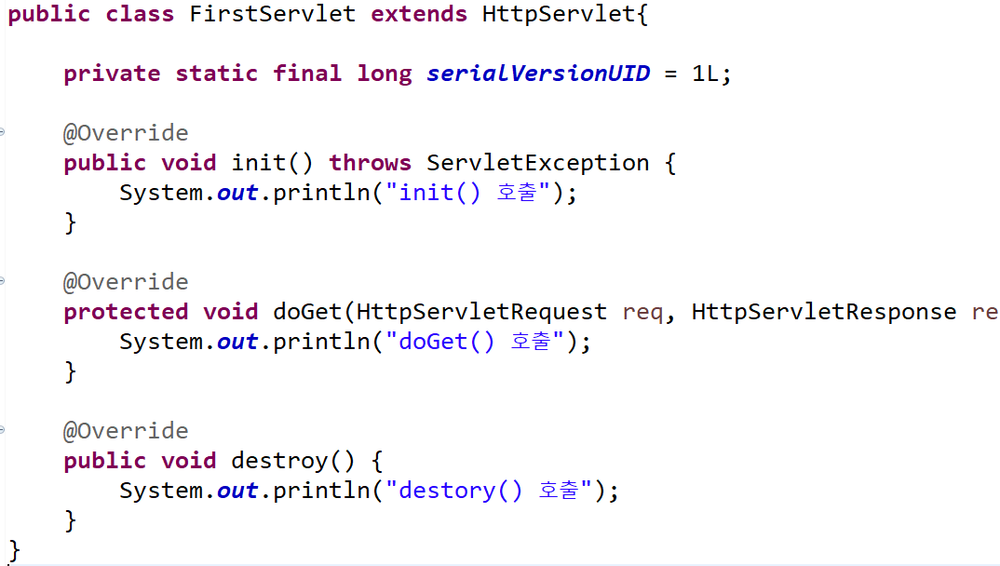 public class FirstServlet extends HttpServlet{
private static final long serialVersionUID = 1L;
@Override
public void init() throws ServletException {
System.out.println("init() 호출");
}
@Override
protected void doGet(HttpServletRequest req, HttpServletResponse re
System.out.println("doGet() 호출");
}
@Override
public void destroy() {
System.out.println("destory() 호출");
}
}